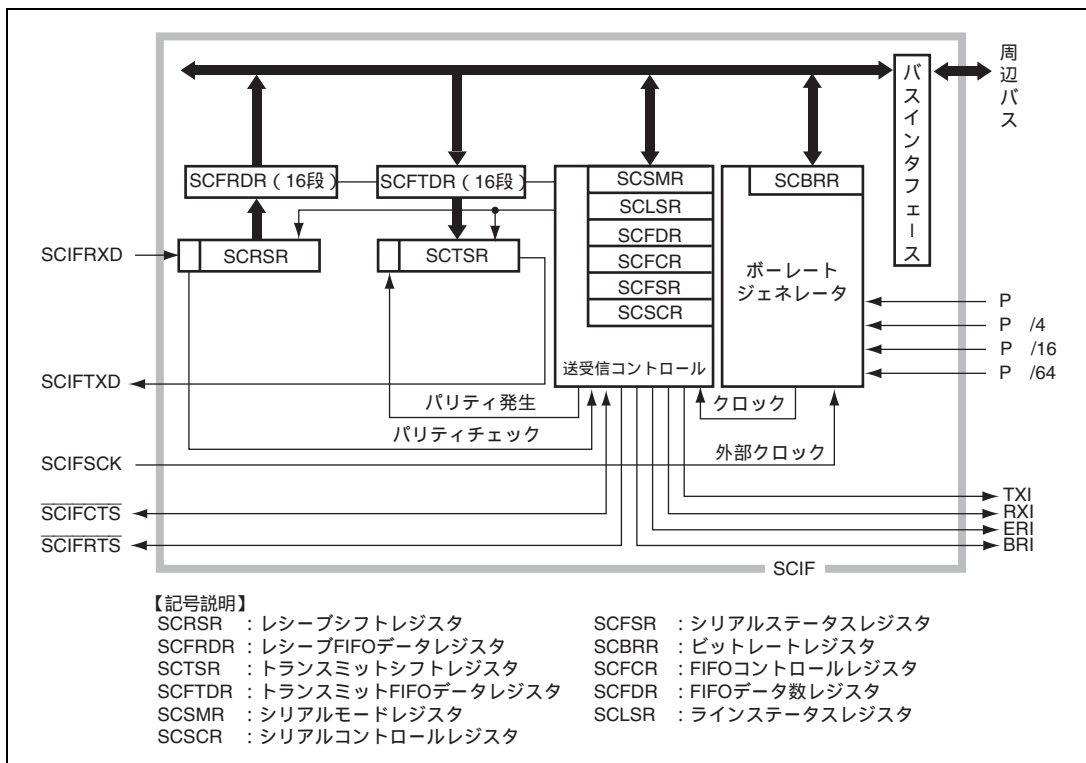 周辺バス
バスインタフェース
SCFRDR（16段）
SCFTDR（16段）
SCSMR
SCBRR
SCLSR
SCFDR
SCFCR
SCFSR
SCSCR
SCIFRXD
SCRSR
SCTSR
ボーレート
ジェネレータ
P
P /4
P /16
P /64
送受信コントロール
SCIFTXD
パリティ発生
クロック
パリティチェック
SCIFSCK
外部クロック
SCIFCTS
SCIFRTS
TXI
RXI
ERI
BRI
SCIF
【記号説明】
SCRSR ：レシーブシフトレジスタ
SCFRDR ：レシーブFIFOデータレジスタ
SCTSR ：トランスミットシフトレジスタ
SCFTDR ：トランスミットFIFOデータレジスタ
SCSMR ：シリアルモードレジスタ
SCSCR ：シリアルコントロールレジスタ
SCFSR ：シリアルステータスレジスタ
SCBRR ：ビットレートレジスタ
SCFCR ：FIFOコントロールレジスタ
SCFDR ：FIFOデータ数レジスタ
SCLSR ：ラインステータスレジスタ